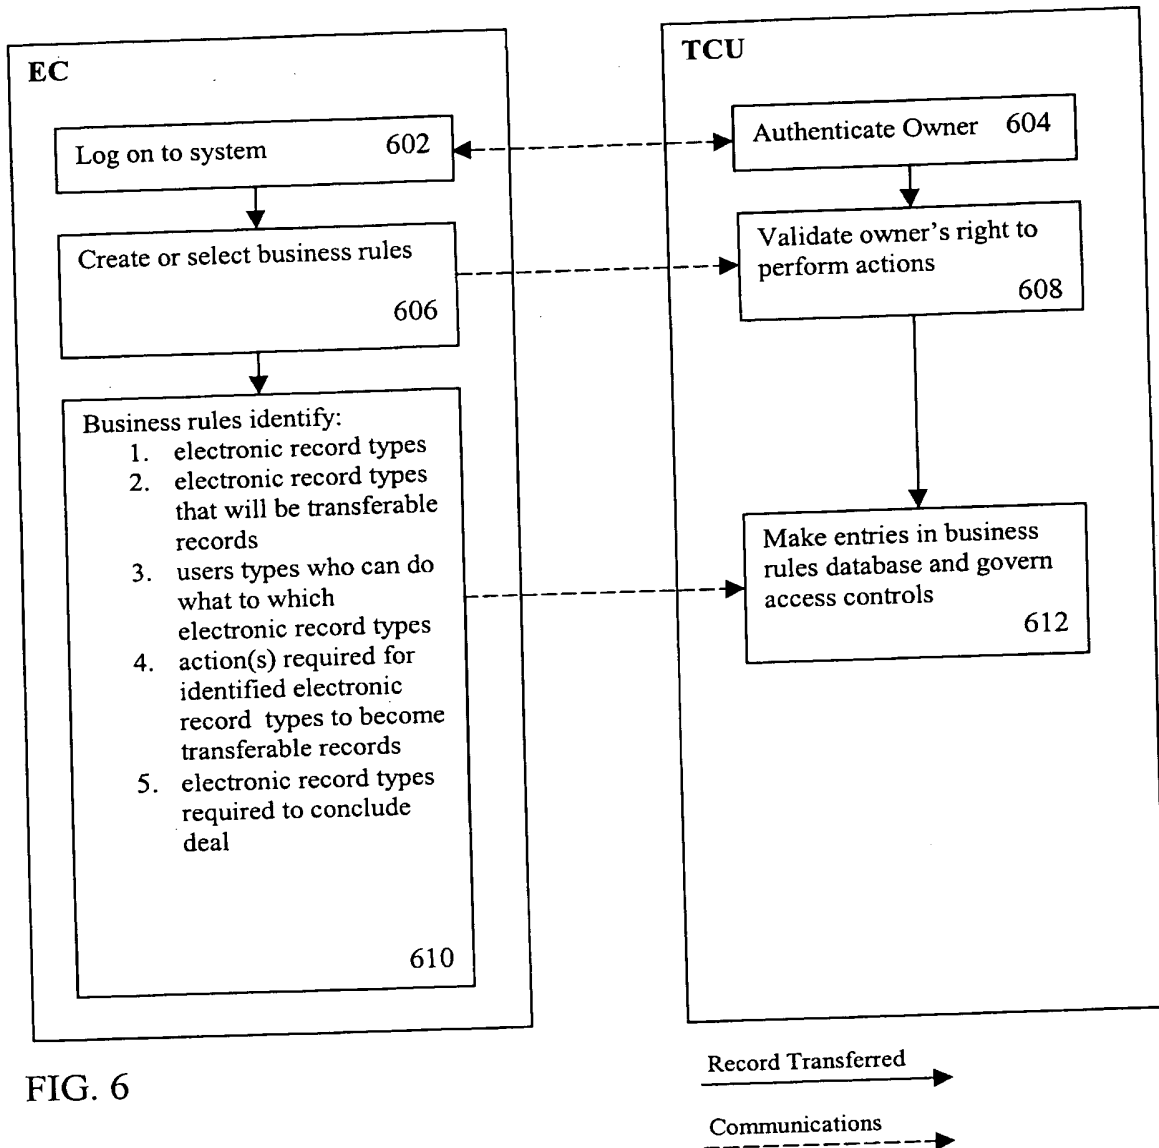 EC
Log on to system 602
Create or select business rules
606
Business rules identify:
1. electronic record types
2. electronic record types
that will be transferable
records
3. users types who can do
what to which
electronic record types
4. action(s) required for
identified electronic
record types to become
transferable records
5. electronic record types
required to conclude
deal
610
TCU
Authenticate Owner 604
Validate owner's right to
perform actions
608
Make entries in business
rules database and govern
access controls
612
FIG. 6
Record Transferred
Communications